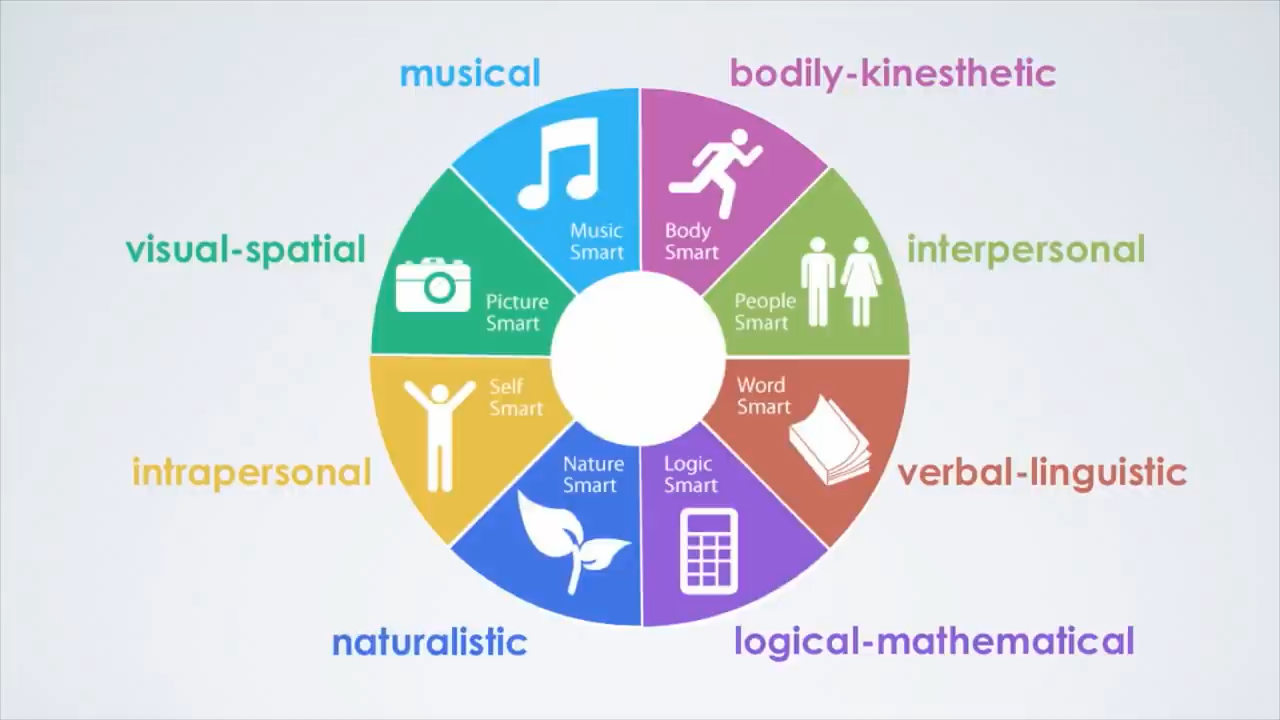 musical
bodily-kinesthetic
Music
Smart
Body
Smart
visual-spatial
interpersonal
Picture
Smart
People
Smart
Self
Smart
Word
Smart
intrapersonal
verbal-linguistic
Nature
Smart
Logic
Smart
naturalistic
logical-mathematical